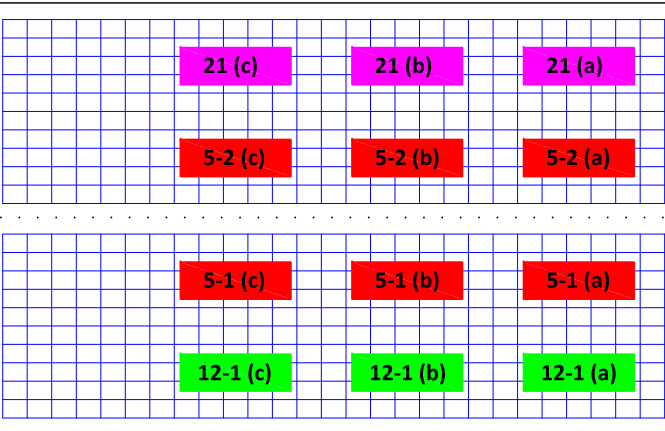 21 (c) 21 (b) 21 (a)
5-2 (c) 5-2 (b) 5-2 (a)
5-1 (c) 5-1 (b) 5-1 (a)
12-1 (c) 12-1 (b) 12-1 (a)